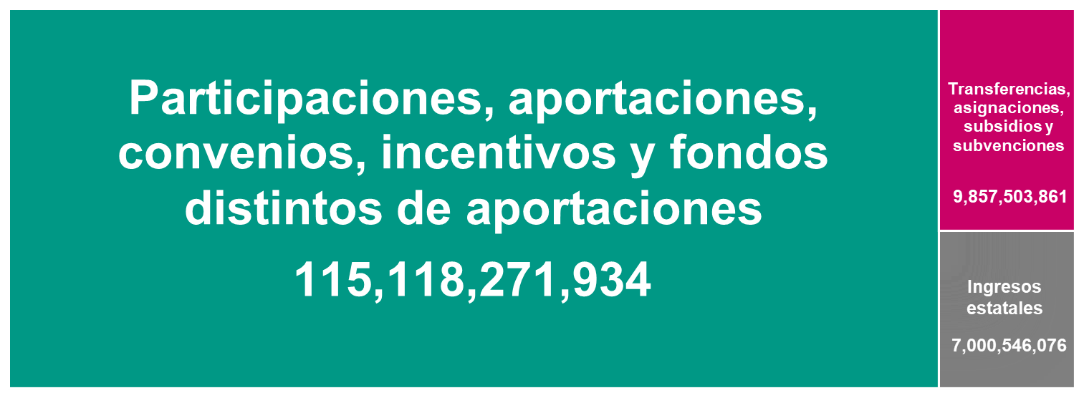 Participaciones, aportaciones,
convenios, incentivos y fondos
distintos de aportaciones
115,118,271,934
Transferencias,
asignaciones,
subsidios y
subvenciones
9,857,503,861
Ingresos
estatales
7,000,546,076